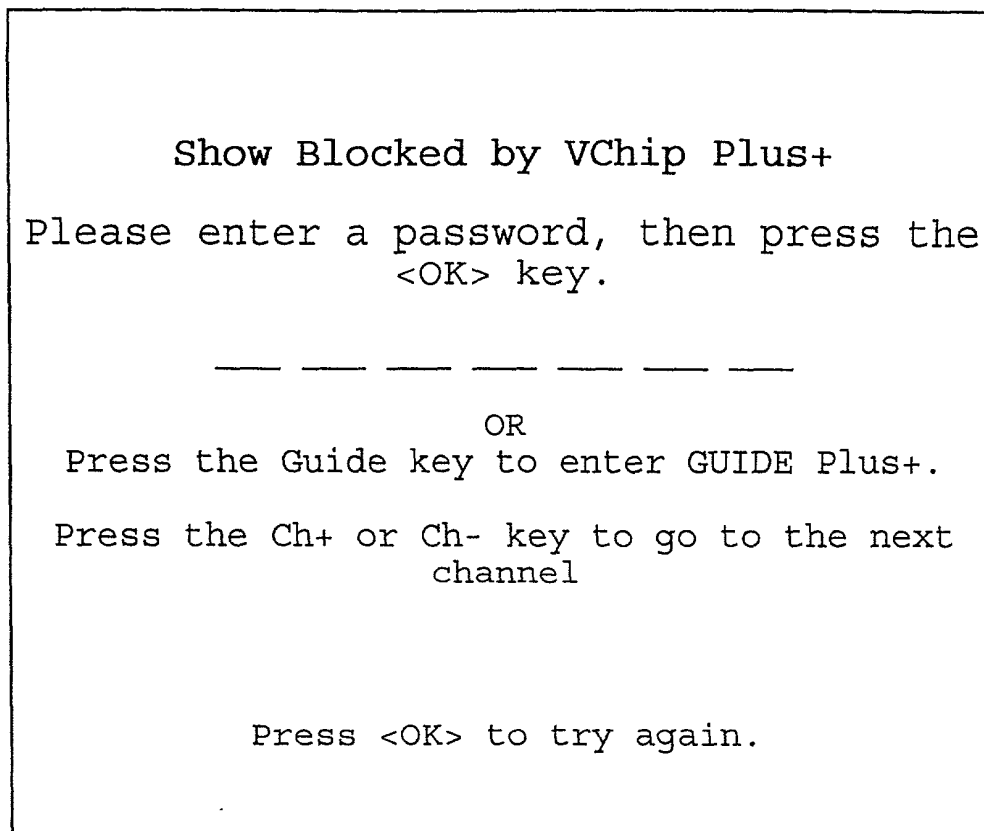 Show Blocked by VChip Plus+
Please enter a password, then press the
<OK> key.
OR
Press the Guide key to enter GUIDE Plus+.
Press the Ch+ or Ch- key to go to the next
channel
Press <OK> to try again.